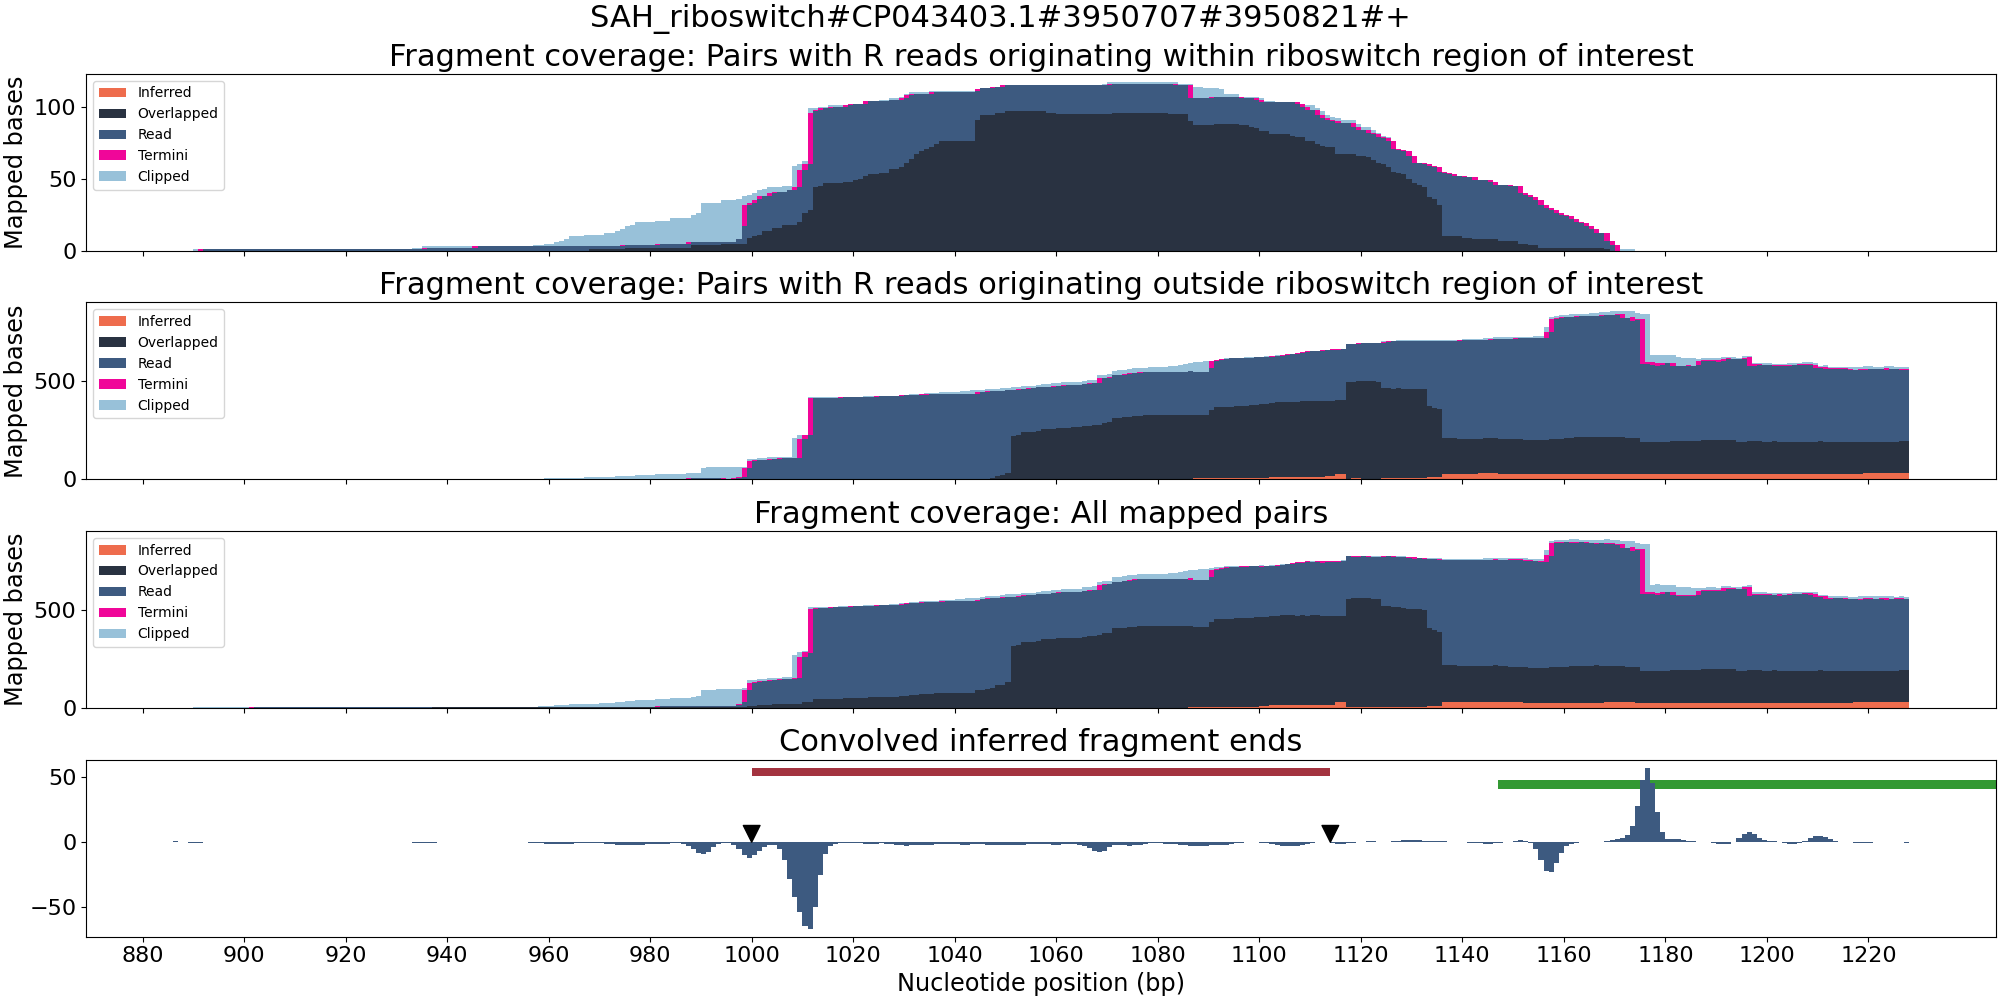 SAH_riboswitch#CP043403.1#3950707#3950821#+
Fragment coverage: Pairs with R reads originating within riboswitch region of interest
Mapped bases
100
50
0
Inferred
Overlapped
Read
Termini
Clipped
Fragment coverage: Pairs with R reads originating outside riboswitch region of interest
Mapped bases
500
0
Inferred
Overlapped
Read
Termini
Clipped
Fragment coverage: All mapped pairs
Mapped bases
500
0
Inferred
Overlapped
Read
Termini
Clipped
Convolved inferred fragment ends
50
0
−50
880 900 920 940 960 980 1000 1020 1040 1060 1080 1100 1120 1140 1160 1180 1200 1220
Nucleotide position (bp)